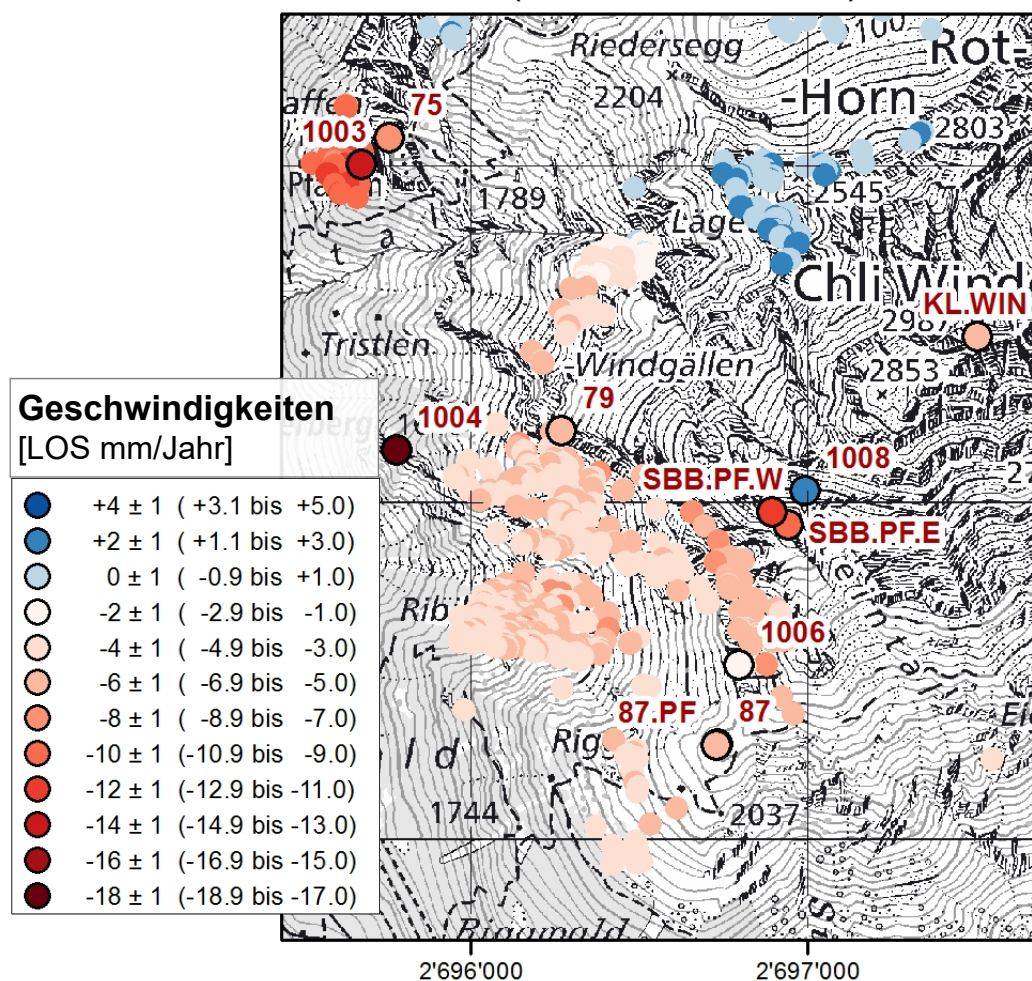 2100
Rot-
Riedersegg
-Horn
2204
affen
75
1003
2803
1789
2545
t a
Chli Wind
KL.WIN
Tristlen
-Windgällen
2853
79
1004
Geschwindigkeiten
[LOS mm/Jahr]
1008
SBB.PF.W
SBB.PF.E
+4 ± 1 ( +3.1 bis +5.0)
+2 ± 1 ( +1.1 bis +3.0)
0 ± 1 ( -0.9 bis +1.0)
-2 ± 1 ( -2.9 bis -1.0)
-4 ± 1 ( -4.9 bis -3.0)
-6 ± 1 ( -6.9 bis -5.0)
-8 ± 1 ( -8.9 bis -7.0)
-10 ± 1 (-10.9 bis -9.0)
-12 ± 1 (-12.9 bis -11.0)
-14 ± 1 (-14.9 bis -13.0)
-16 ± 1 (-16.9 bis -15.0)
-18 ± 1 (-18.9 bis -17.0)
Rib
1006
87.PF
87
Rigg
l d
1744
2037
2'696'000
2'697'000